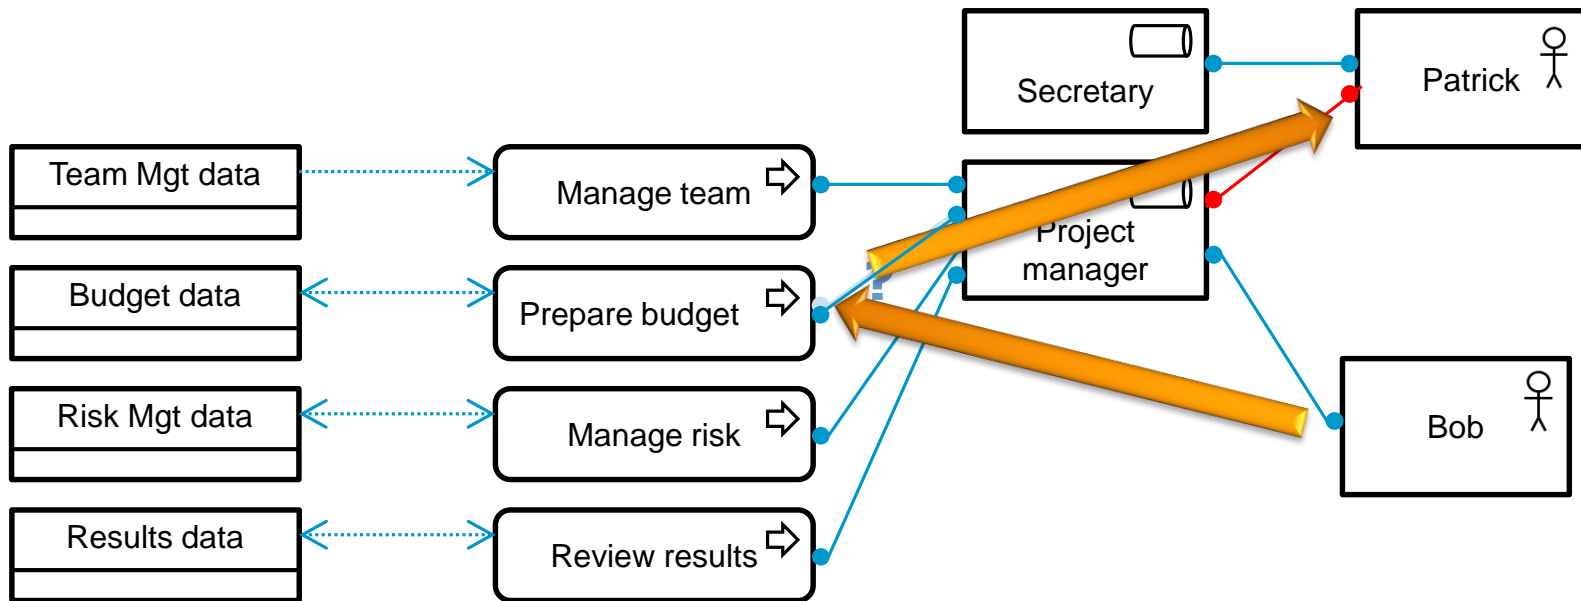 Secretary
Patrick
Team Mgt data
Manage team
Project
manager
Budget data
Prepare budget
Risk Mgt data
Manage risk
Bob
Results data
Review results